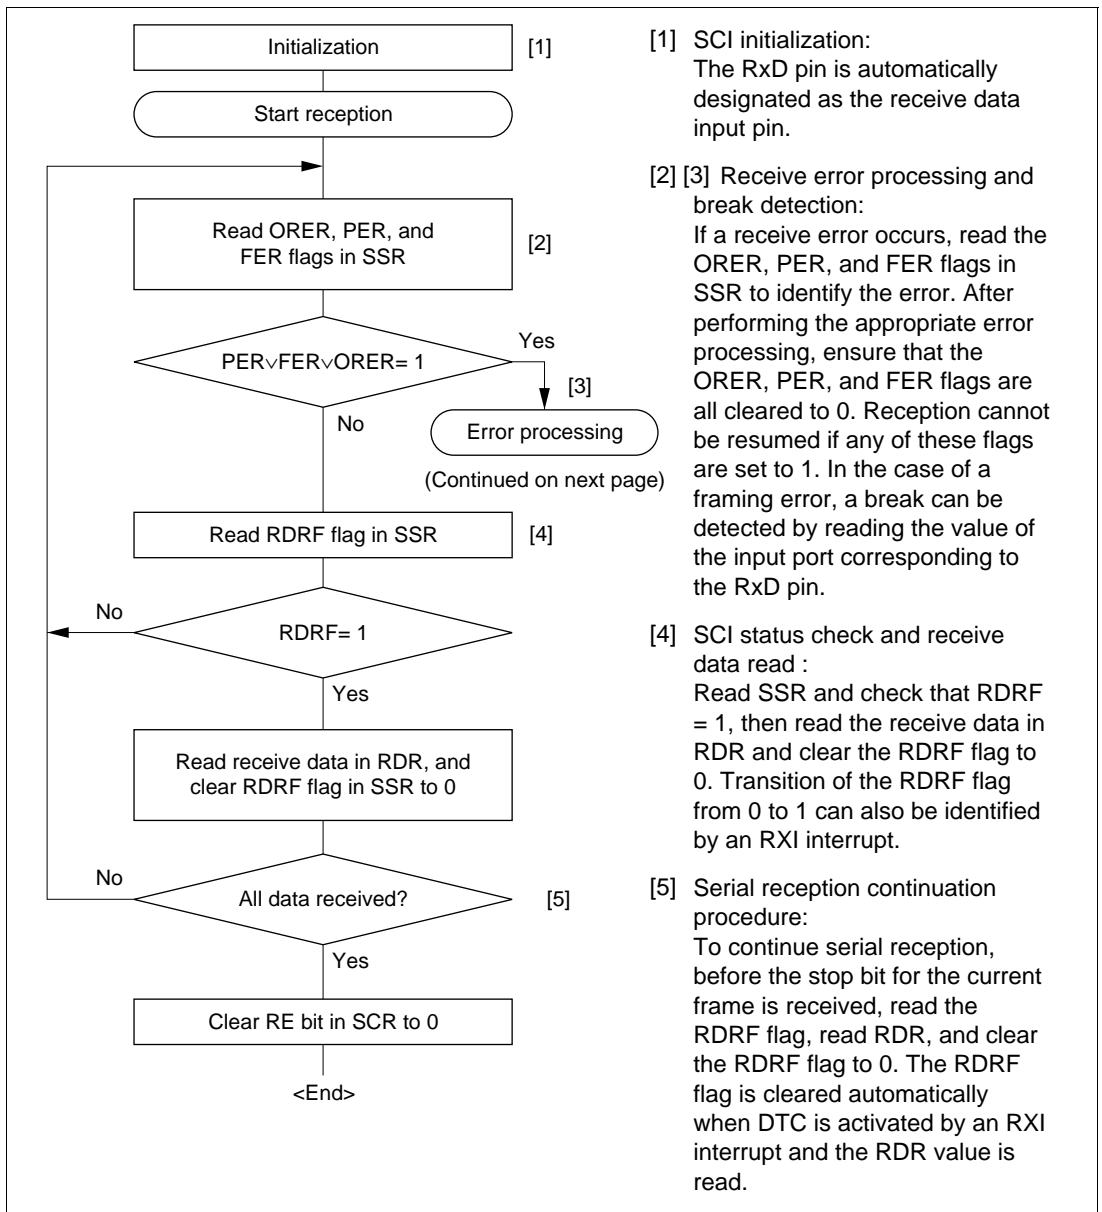 Initialization
[1]
Start reception
Read ORER, PER, and
FER flags in SSR
[2]
PER∨FER∨ORER= 1
Yes
[3]
Error processing
(Continued on next page)
No
Read RDRF flag in SSR
[4]
No
RDRF= 1
Yes
Read receive data in RDR, and
clear RDRF flag in SSR to 0
No
All data received?
[5]
Yes
Clear RE bit in SCR to 0
<End>
[1] SCI initialization:
The RxD pin is automatically
designated as the receive data
input pin.
[2] [3] Receive error processing and
break detection:
If a receive error occurs, read the
ORER, PER, and FER flags in
SSR to identify the error. After
performing the appropriate error
processing, ensure that the
ORER, PER, and FER flags are
all cleared to 0. Reception cannot
be resumed if any of these flags
are set to 1. In the case of a
framing error, a break can be
detected by reading the value of
the input port corresponding to
the RxD pin.
[4] SCI status check and receive
data read :
Read SSR and check that RDRF
= 1, then read the receive data in
RDR and clear the RDRF flag to
0. Transition of the RDRF flag
from 0 to 1 can also be identified
by an RXI interrupt.
[5] Serial reception continuation
procedure:
To continue serial reception,
before the stop bit for the current
frame is received, read the
RDRF flag, read RDR, and clear
the RDRF flag to 0. The RDRF
flag is cleared automatically
when DTC is activated by an RXI
interrupt and the RDR value is
read.